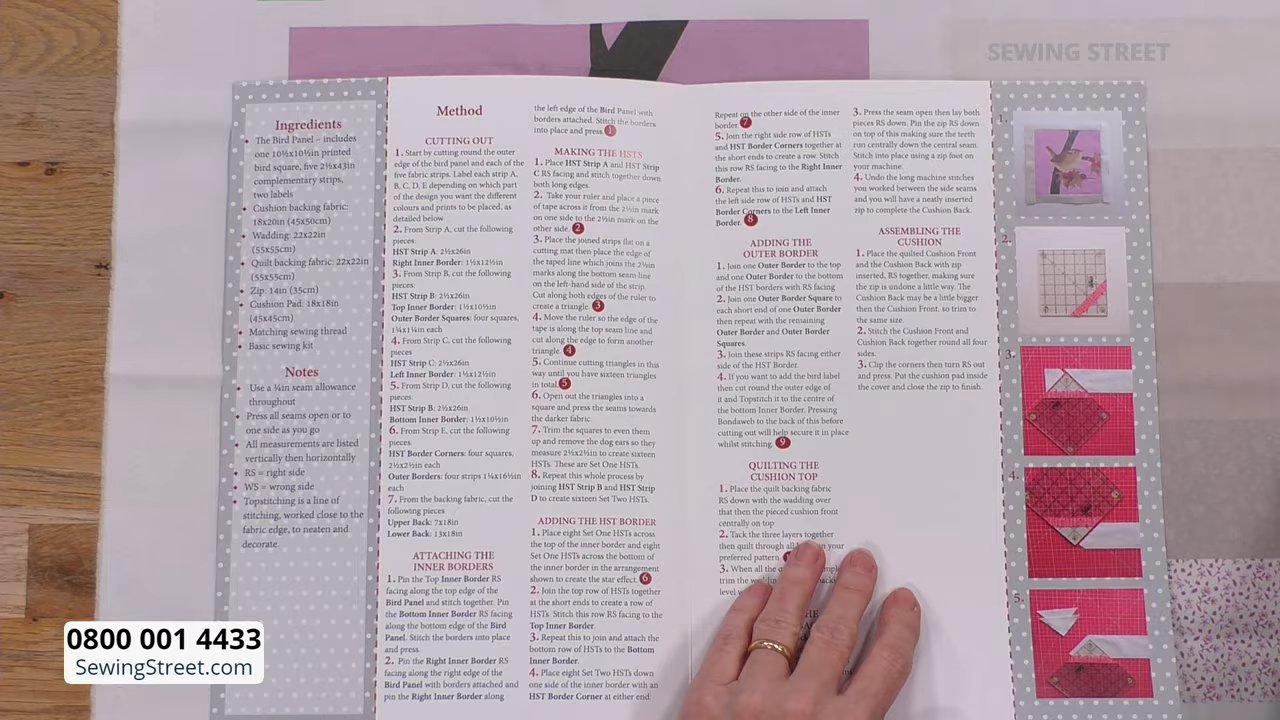 SEWING STREET
Ingredients
The Bird Panel – includes
one 10½x10½in printed
bird square, five 2½x43in
complementary strips,
two labels
Cushion backing fabric:
18x20in (45x50cm)
Wadding: 22x22in
(55x55cm)
Quilt backing fabric: 22x22in
(55x55cm)
Zip: 14in (35cm)
Cushion Pad: 18x18in
(45x45cm)
Matching sewing thread
Basic sewing kit
Notes
Use a ¼in seam allowance
throughout
Press all seams open or to
one side as you go
All measurements are listed
vertically then horizontally
RS = right side
WS = wrong side
Topstitching is a line of
stitching, worked close to the
fabric edge, to neaten and
decorate.
Method
CUTTING OUT
1. Start by cutting round the outer
edge of the bird panel and each of the
five fabric strips. Label each strip A,
B, C, D, E depending on which part
of the design you want the different
colours and prints to be placed, as
detailed below
2. From Strip A, cut the following
pieces:
HST Strip A: 2½x26in
Right Inner Border: 1½x12½in
3. From Strip B, cut the following
pieces:
HST Strip B: 2½x26in
Top Inner Border: 1½x10½in
Outer Border Squares: four squares,
1¼x1¼in each
4. From Strip C, cut the following
pieces
HST Strip C: 2½x26in
Left Inner Border: 1½x12½in
5. From Strip D, cut the following
pieces:
HST Strip B: 2½x26in
Bottom Inner Border: 1½x10½in
6. From Strip E, cut the following
pieces.
HST Border Corners: four squares,
2½x2½in each
Outer Borders: four strips 1¼x16½in
each
7. From the backing fabric, cut the
following pieces
Upper Back: 7x18in
Lower Back: 13x18in
ATTACHING THE
INNER BORDERS
1. Pin the Top Inner Border RS
facing along the top edge of the
Bird Panel and stitch together. Pin
the Bottom Inner Border RS facing
along the bottom edge of the Bird
Panel. Stitch the borders into place
and press.
2. Pin the Right Inner Border RS
facing along the right edge of the
Bird Panel with borders attached and
pin the Right Inner Border along
the left edge of the Bird Panel with
borders attached. Stitch the borders
into place and press 1
MAKING THE HSTS
1. Place HST Strip A and HST Strip
C RS facing and stitch together down
both long edges.
2. Take your ruler and place a piece
of tape across it from the 2½in mark
on one side to the 2½in mark on the
other side. 2
3. Place the joined strips flat on a
cutting mat then place the edge of
the taped line which joins the 2½in
marks along the bottom seam line
on the left-hand side of the strip.
Cut along both edges of the ruler to
create a triangle. 3
4. Move the ruler so the edge of the
tape is along the top seam line and
cut along the edge to form another
triangle. 4
5. Continue cutting triangles in this
way until you have sixteen triangles
in total. 5
6. Open out the triangles into a
square and press the seams towards
the darker fabric.
7. Trim the squares to even them
up and remove the dog ears so they
measure 2½x2½in to create sixteen
HSTs. These are Set One HSTs.
8. Repeat this whole process by
joining HST Strip B and HST Strip
D to create sixteen Set Two HSTs.
ADDING THE HST BORDER
1. Place eight Set One HSTs across
the top of the inner border and eight
Set One HSTs across the bottom of
the inner border in the arrangement
shown to create the star effect. 6
2. Join the top row of HSTs together
at the short ends to create a row of
HSTs. Stitch this row RS facing to the
Top Inner Border.
3. Repeat this to join and attach the
bottom row of HSTs to the Bottom
Inner Border.
4. Place eight Set Two HSTs down
one side of the inner border with an
HST Border Corner at either end.
Repeat on the other side of the inner
border. 7
5. Join the right side row of HSTs
and HST Border Corners together at
the short ends to create a row. Stitch
this row RS facing to the Right Inner
Border.
6. Repeat this to join and attach
the left side row of HSTs and HST
Border Corners to the Left Inner
Border. 8
ADDING THE
OUTER BORDER
1. Join one Outer Border to the top
and one Outer Border to the bottom
of the HST borders with RS facing
2. Join one Outer Border Square to
each short end of one Outer Border
then repeat with the remaining
Outer Border and Outer Border
Squares.
3. Join these strips RS facing either
side of the HST Border.
4. If you want to add the bird label
then cut round the outer edge of
it and Topstitch it to the centre of
the bottom Inner Border. Pressing
Bondaweb to the back of this before
cutting out will help secure it in place
whilst stitching. 9
QUILTING THE
CUSHION TOP
1. Place the quilt backing fabric
RS down with the wadding over
that then the pieced cushion front
centrally on top
2. Tack the three layers together
then quilt through all in your
preferred pattern.
3. When all the
trim the
level
3. Press the seam open then lay both
pieces RS down. Pin the zip RS down
on top of this making sure the teeth
run centrally down the central seam.
Stitch into place using a zip foot on
your machine.
4. Undo the long machine stitches
you worked between the side seams
and you will have a neatly inserted
zip to complete the Cushion Back.
ASSEMBLING THE
CUSHION
1. Place the quilted Cushion Front
and the Cushion Back with zip
inserted, RS together, making sure
the zip is undone a little way. The
Cushion Back may be a little bigger
then the Cushion Front, so trim to
the same size.
2. Stitch the Cushion Front and
Cushion Back together round all four
sides.
3. Clip the corners then turn RS out
and press. Put the cushion pad inside
the cover and close the zip to finish.
1.
2.
3.
4.
5.
0800 001 4433
SewingStreet.com